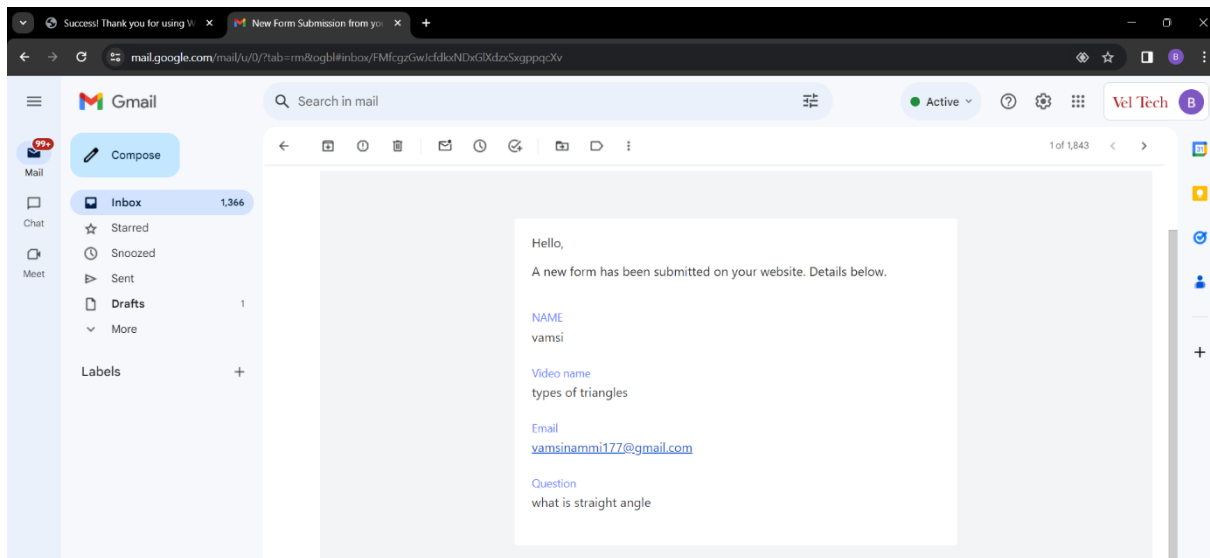 Success! Thank you for using W
New Form Submission from you
mail.google.com/mail/u/0/?tab=rm&ogbl#inbox/FMfcgzGwJcfdkxNDxGlXdzxSxgppqcXv
B
Gmail
Search in mail
Active
Vel Tech
B
99+
Mail
Chat
Meet
Compose
Inbox 1,366
Starred
Snoozed
Sent
Drafts 1
More
Labels
1 of 1,843
31
Hello,
A new form has been submitted on your website. Details below.
NAME
vamsi
Video name
types of triangles
Email
vamsinammi177@gmail.com
Question
what is straight angle